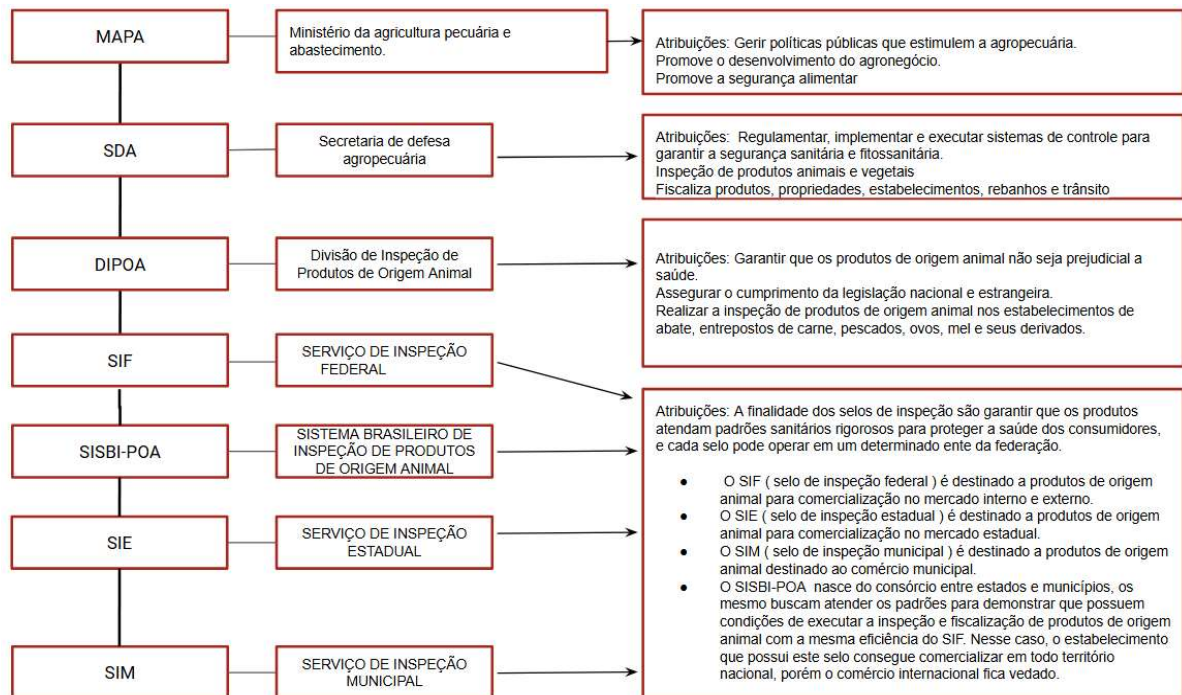 MAPA
Ministério da agricultura pecuária e
abastecimento.
Atribuições: Gerir políticas públicas que estimulem a agropecuária.
Promove o desenvolvimento do agronegócio.
Promove a segurança alimentar
SDA
Secretaria de defesa
agropecuária
Atribuições: Regulamentar, implementar e executar sistemas de controle para
garantir a segurança sanitária e fitossanitária.
Inspeção de produtos animais e vegetais
Fiscaliza produtos, propriedades, estabelecimentos, rebanhos e trânsito
DIPOA
Divisão de Inspeção de
Produtos de Origem Animal
Atribuições: Garantir que os produtos de origem animal não seja prejudicial a
saúde.
Assegurar o cumprimento da legislação nacional e estrangeira.
Realizar a inspeção de produtos de origem animal nos estabelecimentos de
abate, entrepostos de carne, pescados, ovos, mel e seus derivados.
SIF
SERVIÇO DE INSPEÇÃO
FEDERAL
SISBI-POA
SISTEMA BRASILEIRO DE
INSPEÇÃO DE PRODUTOS
DE ORIGEM ANIMAL
SIE
SERVIÇO DE INSPEÇÃO
ESTADUAL
SIM
SERVIÇO DE INSPEÇÃO
MUNICIPAL
Atribuições: A finalidade dos selos de inspeção são garantir que os produtos
atendam padrões sanitários rigorosos para proteger a saúde dos consumidores,
e cada selo pode operar em um determinado ente da federação.
● O SIF ( selo de inspeção federal ) é destinado a produtos de origem
animal para comercialização no mercado interno e externo.
● O SIE ( selo de inspeção estadual ) é destinado a produtos de origem
animal para comercialização no mercado estadual.
● O SIM ( selo de inspeção municipal ) é destinado a produtos de origem
animal destinado ao comércio municipal.
● O SISBI-POA nasce do consórcio entre estados e municípios, os
mesmo buscam atender os padrões para demonstrar que possuem
condições de executar a inspeção e fiscalização de produtos de origem
animal com a mesma eficiência do SIF. Nesse caso, o estabelecimento
que possui este selo consegue comercializar em todo território
nacional, porém o comércio internacional fica vedado.